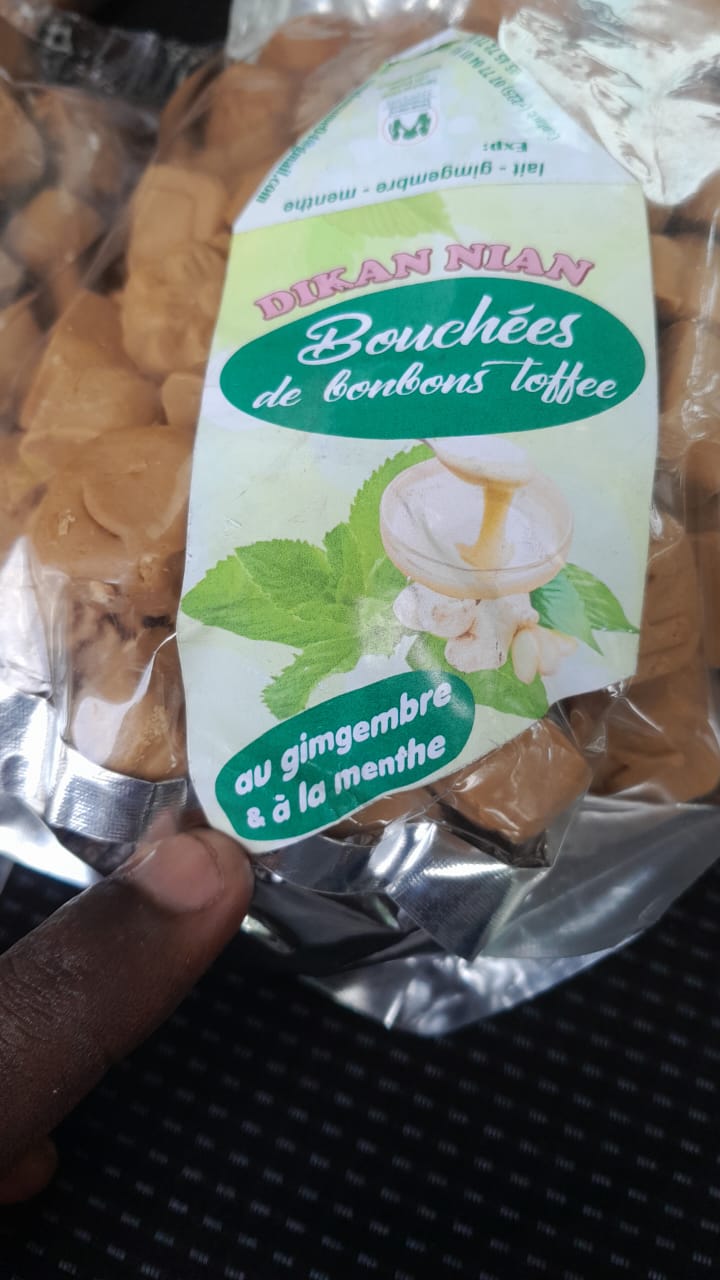 DIKAN NIAN
Bouchées
de bonbons toffee
au gimgembre
& à la menthe
lait - gimgembre - menthe
Exp: